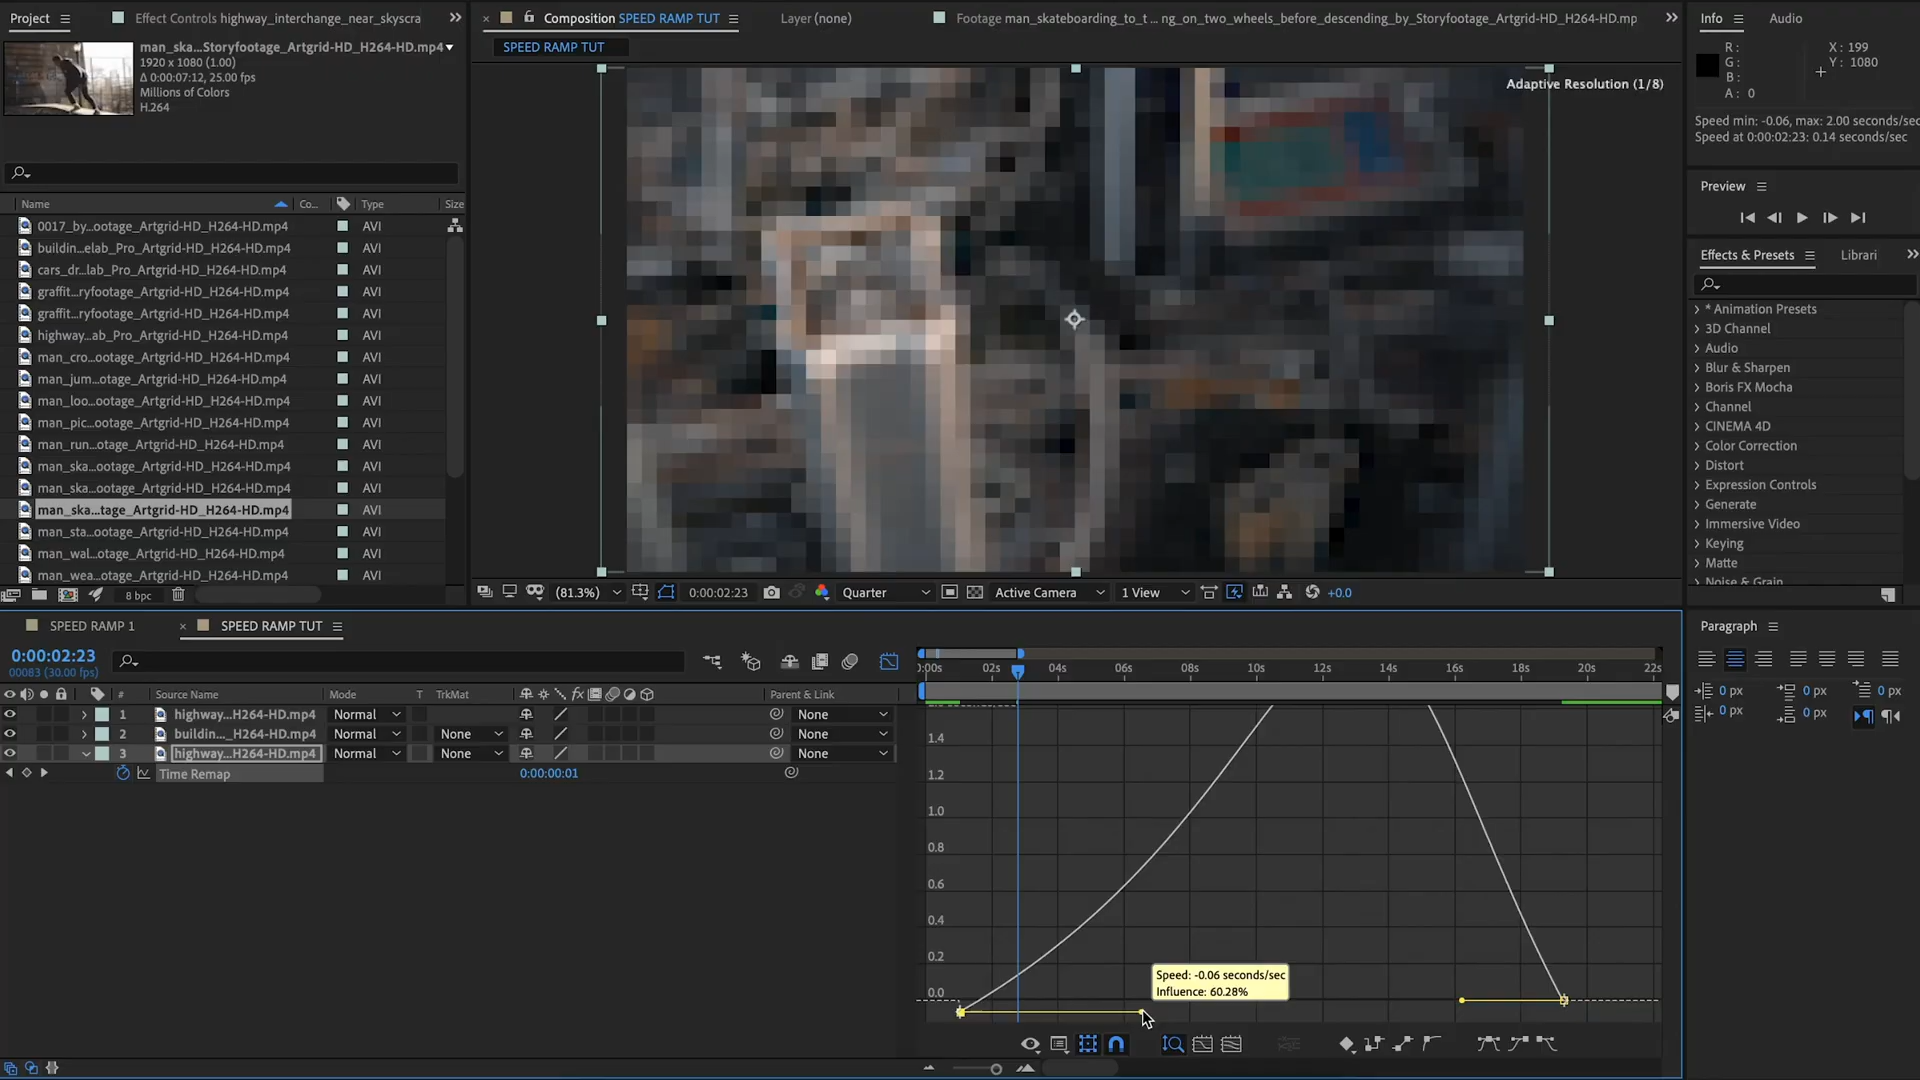 Project
Effect Controls highway_interchange_near_skyscra
Composition SPEED RAMP TUT
Layer (none)
Footage man_skateboarding_to_t ... ng_on_two_wheels_before_descending_by_Storyfootage_Artgrid-HD_H264-HD.mp
Info
Audio
man_ska...Storyfootage_Artgrid-HD_H264-HD.mp4
1920 x 1080 (1.00)
Δ 0:00:07:12, 25.00 fps
Millions of Colors
H.264
SPEED RAMP TUT
Adaptive Resolution (1/8)
R :
G :
B :
A : 0
X : 199
Y : 1080
Speed min: -0.06, max: 2.00 seconds/sec
Speed at 0:00:02:23: 0.14 seconds/sec
Preview
Name
Co...
Type
Size
0017_by...ootage_Artgrid-HD_H264-HD.mp4 AVI
buildin...elab_Pro_Artgrid-HD_H264-HD.mp4 AVI
cars_dr...lab_Pro_Artgrid-HD_H264-HD.mp4 AVI
graffit...ryfootage_Artgrid-HD_H264-HD.mp4 AVI
graffit...ryfootage_Artgrid-HD_H264-HD.mp4 AVI
highway...ab_Pro_Artgrid-HD_H264-HD.mp4 AVI
man_cro...ootage_Artgrid-HD_H264-HD.mp4 AVI
man_jum...otage_Artgrid-HD_H264-HD.mp4 AVI
man_loo...ootage_Artgrid-HD_H264-HD.mp4 AVI
man_pic...ootage_Artgrid-HD_H264-HD.mp4 AVI
man_run...otage_Artgrid-HD_H264-HD.mp4 AVI
man_ska...ootage_Artgrid-HD_H264-HD.mp4 AVI
man_ska...ootage_Artgrid-HD_H264-HD.mp4 AVI
man_ska...tage_Artgrid-HD_H264-HD.mp4 AVI
man_sta...ootage_Artgrid-HD_H264-HD.mp4 AVI
man_wal...otage_Artgrid-HD_H264-HD.mp4 AVI
man_wea...otage_Artgrid-HD_H264-HD.mp4 AVI
8 bpc
Effects & Presets
Librari
* Animation Presets
3D Channel
Audio
Blur & Sharpen
Boris FX Mocha
Channel
CINEMA 4D
Color Correction
Distort
Expression Controls
Generate
Immersive Video
Keying
Matte
Noise & Grain
(81.3%)
0:00:02:23
Quarter
Active Camera
1 View
+0.0
SPEED RAMP 1
SPEED RAMP TUT
0:00:02:23
00083 (30.00 fps)
# Source Name Mode T TrkMat Parent & Link
1 highway...H264-HD.mp4 Normal None
2 buildin..._H264-HD.mp4 Normal None None
3 highway...H264-HD.mp4 Normal None None
Time Remap 0:00:00:01
):00s 02s 04s 06s 08s 10s 12s 14s 16s 18s 20s 22s
1.4
1.2
1.0
0.8
0.6
0.4
0.2
0.0
Speed: -0.06 seconds/sec
Influence: 60.28%
Paragraph
0 px 0 px 0 px
0 px 0 px